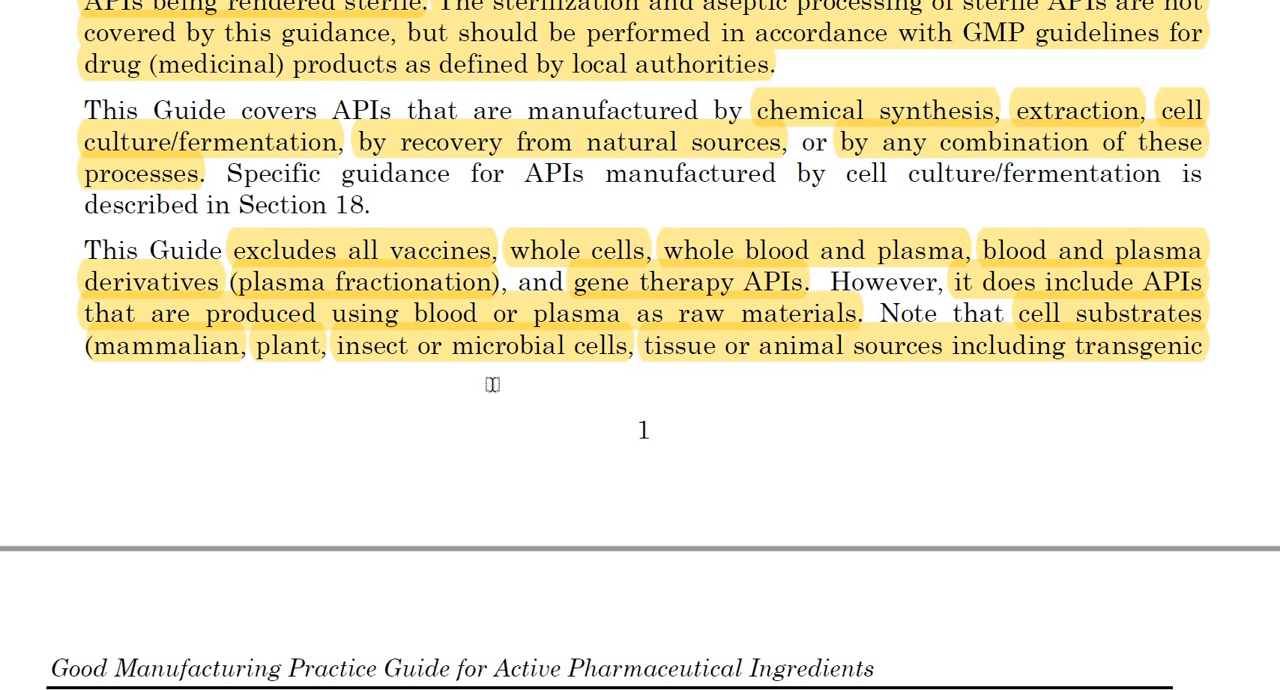 APIs being rendered sterile. The sterilization and aseptic processing of sterile APIs are not
covered by this guidance, but should be performed in accordance with GMP guidelines for
drug (medicinal) products as defined by local authorities.
This Guide covers APIs that are manufactured by chemical synthesis, extraction, cell
culture/fermentation, by recovery from natural sources, or by any combination of these
processes. Specific guidance for APIs manufactured by cell culture/fermentation is
described in Section 18.
This Guide excludes all vaccines, whole cells, whole blood and plasma, blood and plasma
derivatives (plasma fractionation), and gene therapy APIs. However, it does include APIs
that are produced using blood or plasma as raw materials. Note that cell substrates
(mammalian, plant, insect or microbial cells, tissue or animal sources including transgenic
1
Good Manufacturing Practice Guide for Active Pharmaceutical Ingredients